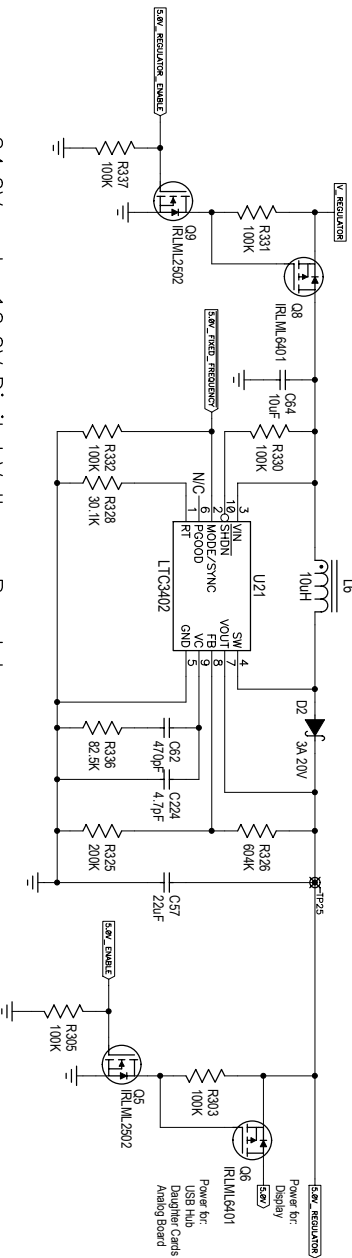 5.0V_REGULATOR_ENABLE
R337
100K
Q9
IRLML2502
V_REGULATOR
R331
100K
Q8
IRLML6401
C64
10uF
5.0V_FIXED_FREQUENCY
R330
100K
R332
100K
R328
30.1K
N/C
3
10
2
6
1
VIN
SHDN
MODE/SYNC
PGOOD
RT
U21
LTC3402
SW
VOUT
FB
VC
GND
4
7
8
9
5
L6
10uH
D2
3A 20V
C62
470pF
R336
82.5K
C224
4.7pF
R326
604K
R325
200K
C57
22uF
TP25
5.0V_ENABLE
R305
100K
Q5
IRLML2502
R303
100K
Q6
IRLML6401
5.0V_REGULATOR
Power for:
Display
5.0V
Power for:
USB Hub
Daughter Cards
Analog Board